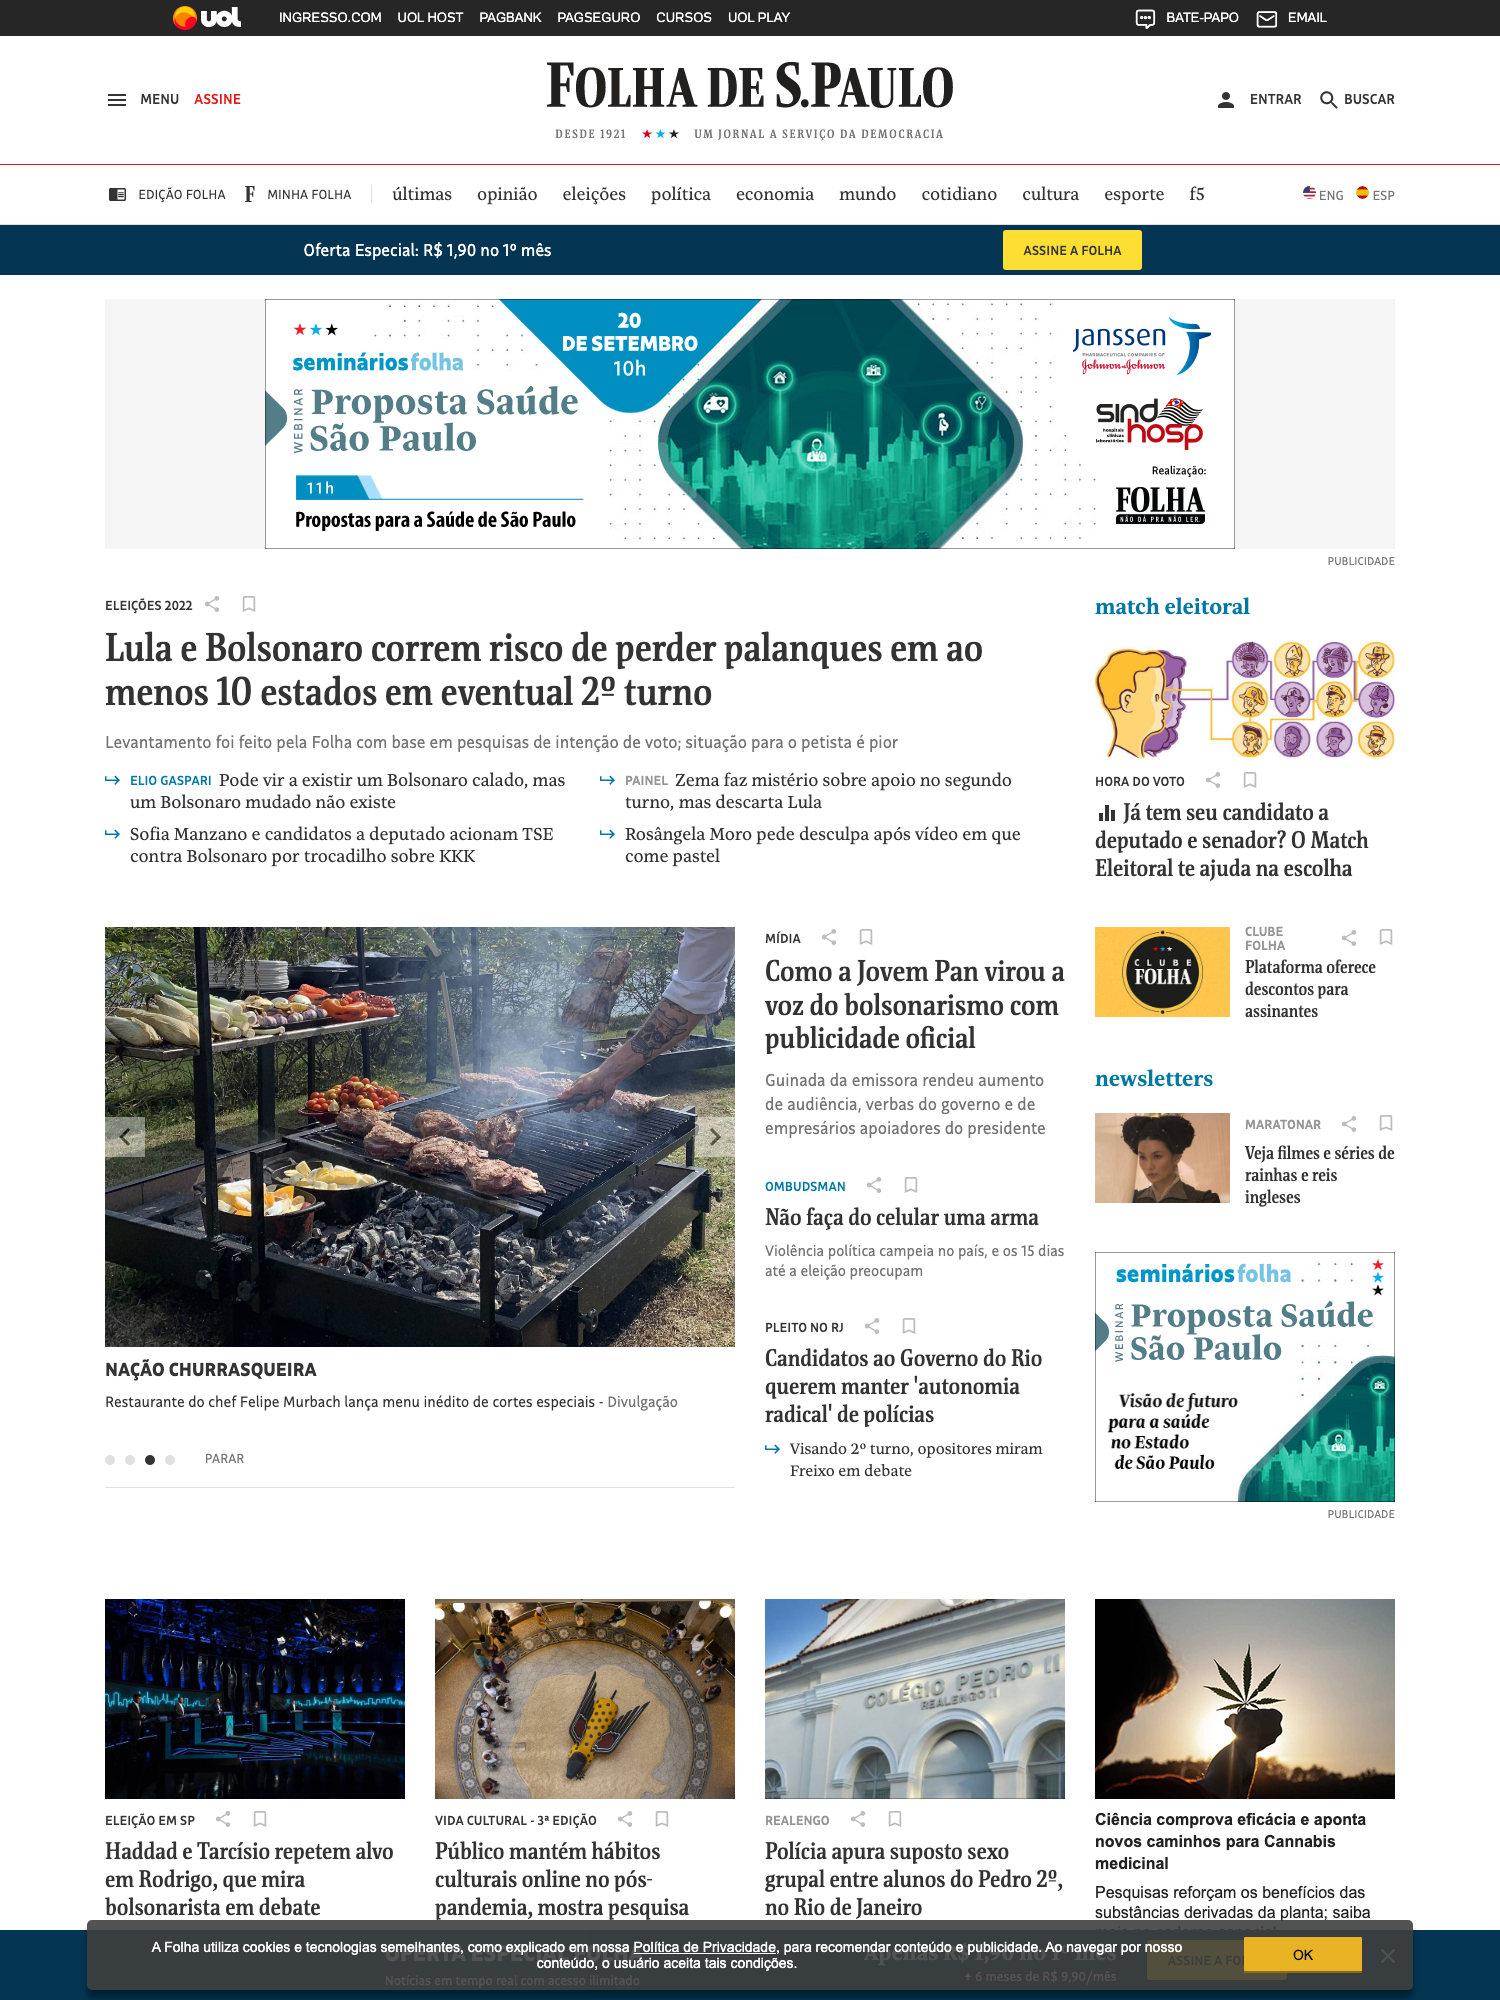 uol INGRESSO.COM UOL HOST PAGBANK PAGSEGURO CURSOS UOL PLAY BATE-PAPO EMAIL
MENU ASSINE
FOLHA DE S.PAULO
DESDE 1921 ★★★ UM JORNAL A SERVIÇO DA DEMOCRACIA
ENTRAR BUSCAR
EDIÇÃO FOLHA F MINHA FOLHA últimas opinião eleições política economia mundo cotidiano cultura esporte f5 ENG ESP
Oferta Especial: R$ 1,90 no 1º mês ASSINE A FOLHA
20
DE SETEMBRO
10h
seminários folha
WEBINAR
Proposta Saúde
São Paulo
11h
Propostas para a Saúde de São Paulo
janssen
PHARMACEUTICAL COMPANIES OF
Johnson & Johnson
sind
hosp
hospitais
clínicas
laboratórios
Realização:
FOLHA
NÃO DÁ PRA NÃO LER.
PUBLICIDADE
ELEIÇÕES 2022
Lula e Bolsonaro correm risco de perder palanques em ao
menos 10 estados em eventual 2º turno
Levantamento foi feito pela Folha com base em pesquisas de intenção de voto; situação para o petista é pior
ELIO GASPARI Pode vir a existir um Bolsonaro calado, mas
um Bolsonaro mudado não existe
Sofia Manzano e candidatos a deputado acionam TSE
contra Bolsonaro por trocadilho sobre KKK
PAINEL Zema faz mistério sobre apoio no segundo
turno, mas descarta Lula
Rosângela Moro pede desculpa após vídeo em que
come pastel
match eleitoral
HORA DO VOTO
Já tem seu candidato a
deputado e senador? O Match
Eleitoral te ajuda na escolha
NAÇÃO CHURRASQUEIRA
Restaurante do chef Felipe Murbach lança menu inédito de cortes especiais - Divulgação
PARAR
MÍDIA
Como a Jovem Pan virou a
voz do bolsonarismo com
publicidade oficial
Guinada da emissora rendeu aumento
de audiência, verbas do governo e de
empresários apoiadores do presidente
OMBUDSMAN
Não faça do celular uma arma
Violência política campeia no país, e os 15 dias
até a eleição preocupam
PLEITO NO RJ
Candidatos ao Governo do Rio
querem manter 'autonomia
radical' de polícias
Visando 2º turno, opositores miram
Freixo em debate
CLUBE
FOLHA
CLUBE
FOLHA
Plataforma oferece
descontos para
assinantes
newsletters
MARATONAR
Veja filmes e séries de
rainhas e reis
ingleses
seminários folha
WEBINAR
Proposta Saúde
São Paulo
Visão de futuro
para a saúde
no Estado
de São Paulo
PUBLICIDADE
ELEIÇÃO EM SP
Haddad e Tarcísio repetem alvo
em Rodrigo, que mira
bolsonarista em debate
VIDA CULTURAL - 3ª EDIÇÃO
Público mantém hábitos
culturais online no pós-
pandemia, mostra pesquisa
COLÉGIO PEDRO II
REALENGO II
REALENGO
Polícia apura suposto sexo
grupal entre alunos do Pedro 2º,
no Rio de Janeiro
Ciência comprova eficácia e aponta
novos caminhos para Cannabis
medicinal
Pesquisas reforçam os benefícios das
substâncias derivadas da planta; saiba
A Folha utiliza cookies e tecnologias semelhantes, como explicado em nossa Política de Privacidade, para recomendar conteúdo e publicidade. Ao navegar por nosso
conteúdo, o usuário aceita tais condições.
OK
Notícias em tempo real com acesso ilimitado
Apenas R$ 1,90 no 1º mês
+ 6 meses de R$ 9,90/mês
ASSINE A FO